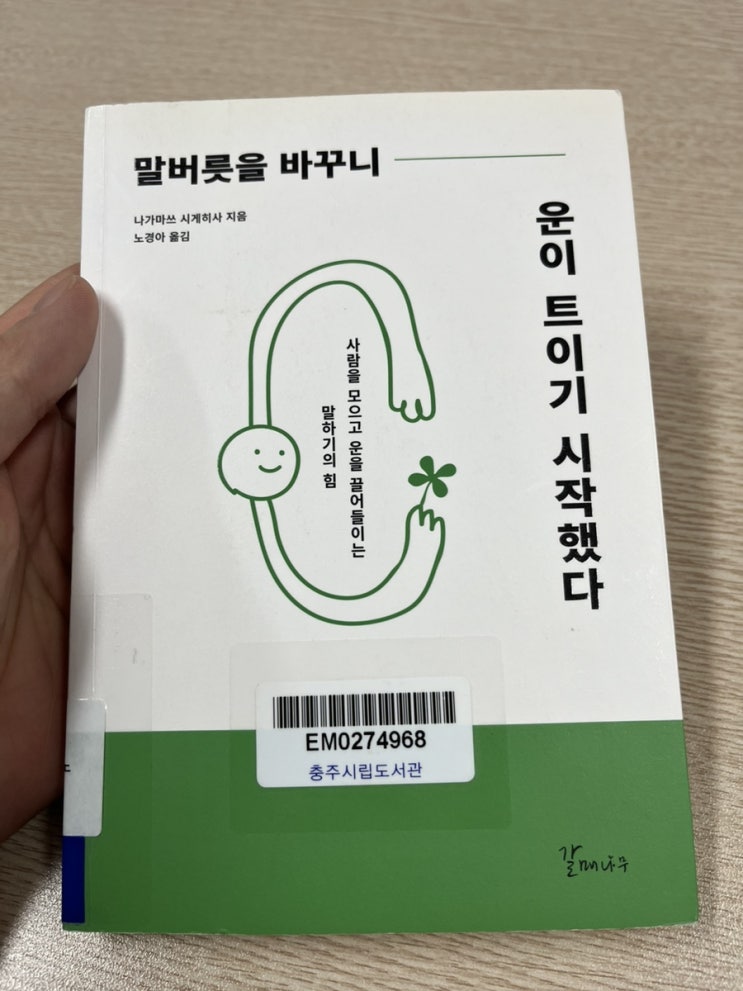 말버릇을 바꾸니
운이 트이기 시작했다
나가마쓰 시게히사 지음
노경아 옮김
사람을 모으고 운을 끌어들이는
말하기의 힘
EM0274968
충주시립도서관
갈매나무